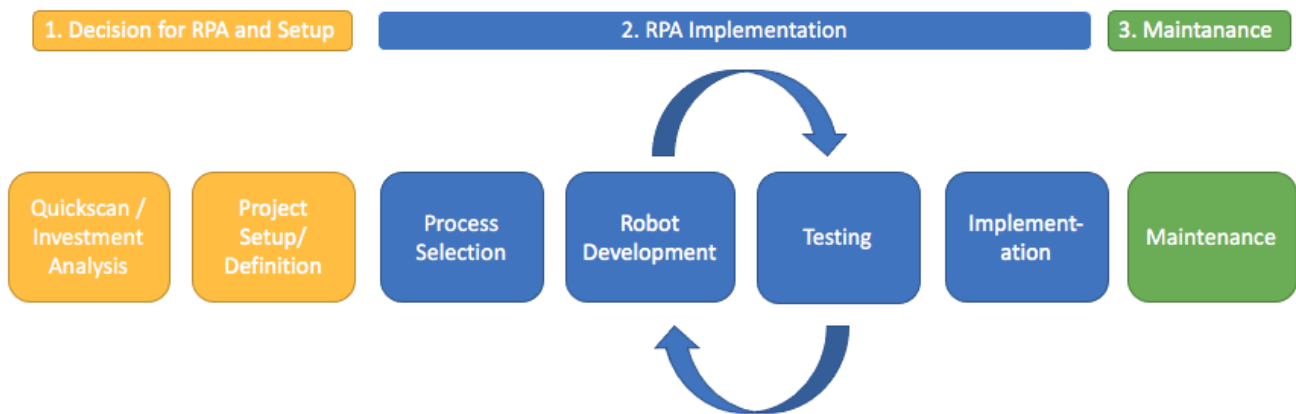 1. Decision for RPA and Setup
2. RPA Implementation
3. Maintanance
Quickscan /
Investment
Analysis
Project
Setup/
Definition
Process
Selection
Robot
Development
Testing
Implement-
ation
Maintenance